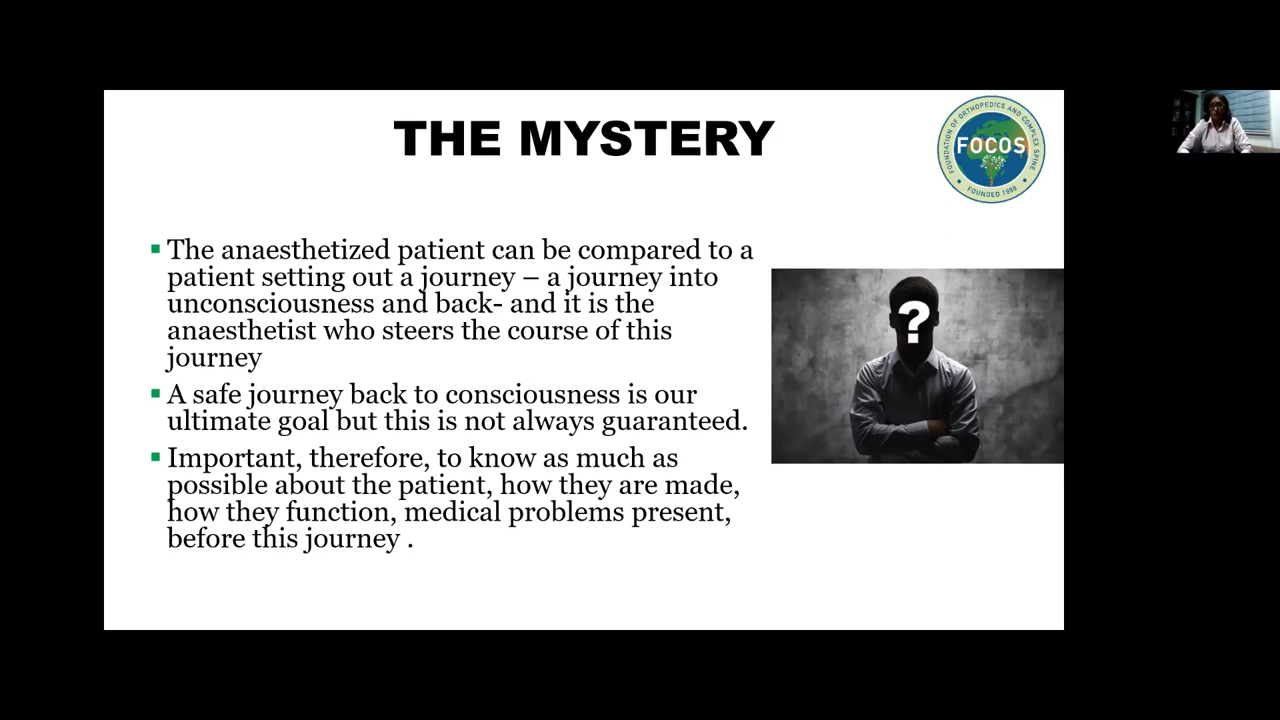 THE MYSTERY
FOUNDATION OF ORTHOPEDICS AND COMPLEX SPINE
FOCOS
FOUNDED 1998
The anaesthetized patient can be compared to a
patient setting out a journey – a journey into
unconsciousness and back- and it is the
anaesthetist who steers the course of this
journey
?
A safe journey back to consciousness is our
ultimate goal but this is not always guaranteed.
Important, therefore, to know as much as
possible about the patient, how they are made,
how they function, medical problems present,
before this journey .